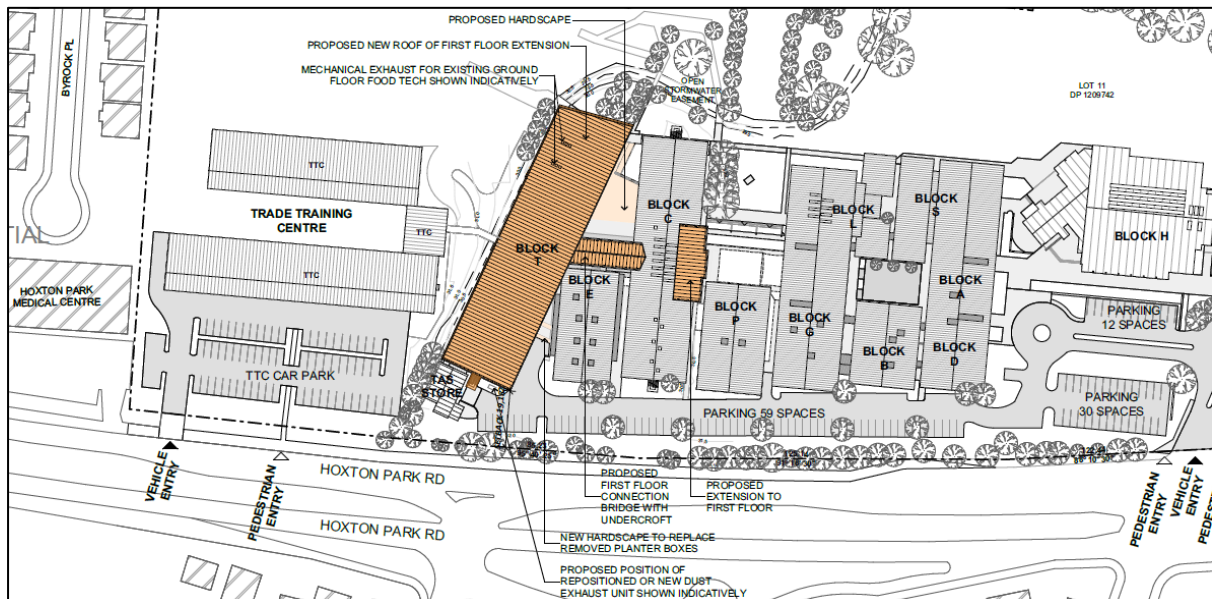 PROPOSED HARDSCAPE
PROPOSED NEW ROOF OF FIRST FLOOR EXTENSION
MECHANICAL EXHAUST FOR EXISTING GROUND
FLOOR FOOD TECH SHOWN INDICATIVELY
BYROCK PL
OPEN
STORMWATER
EASEMENT
LOT 11
DP 1209742
TTC
TRADE TRAINING
CENTRE
TTC
TTC
TIAL
HOXTON PARK
MEDICAL CENTRE
BLOCK
T
BLOCK
C
BLOCK
E
BLOCK
P
BLOCK
L
BLOCK
S
BLOCK
G
BLOCK
B
BLOCK
A
BLOCK
D
BLOCK H
PARKING
12 SPACES
PARKING
30 SPACES
PARKING 59 SPACES
TTC CAR PARK
TAS
STORE
VEHICLE
ENTRY
PEDESTRIAN
ENTRY
HOXTON PARK RD
HOXTON PARK RD
PROPOSED
FIRST FLOOR
CONNECTION
BRIDGE WITH
UNDERCROFT
PROPOSED
EXTENSION TO
FIRST FLOOR
NEW HARDSCAPE TO REPLACE
REMOVED PLANTER BOXES
PROPOSED POSITION OF
REPOSITIONED OR NEW DUST
EXHAUST UNIT SHOWN INDICATIVELY
PEDESTRIAN
ENTRY
VEHICLE
ENTRY